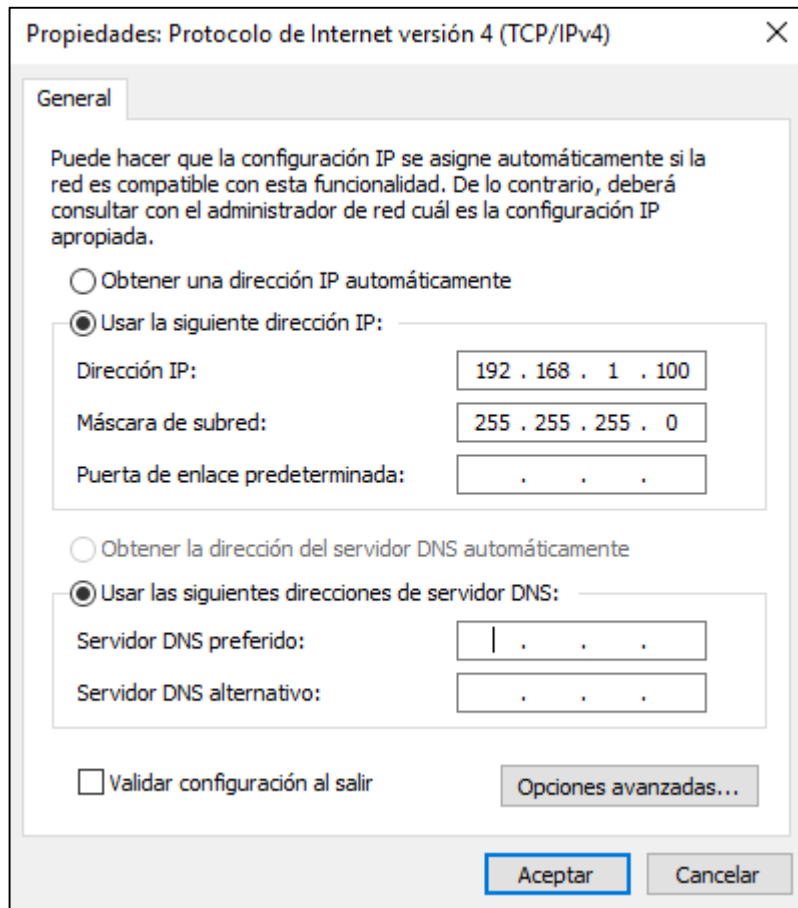 Propiedades: Protocolo de Internet versión 4 (TCP/IPv4)
General
Puede hacer que la configuración IP se asigne automáticamente si la
red es compatible con esta funcionalidad. De lo contrario, deberá
consultar con el administrador de red cuál es la configuración IP
apropiada.
Obtener una dirección IP automáticamente
Usar la siguiente dirección IP:
Dirección IP: 192 . 168 . 1 . 100
Máscara de subred: 255 . 255 . 255 . 0
Puerta de enlace predeterminada: . . .
Obtener la dirección del servidor DNS automáticamente
Usar las siguientes direcciones de servidor DNS:
Servidor DNS preferido: . . .
Servidor DNS alternativo: . . .
Validar configuración al salir
Opciones avanzadas...
Aceptar Cancelar